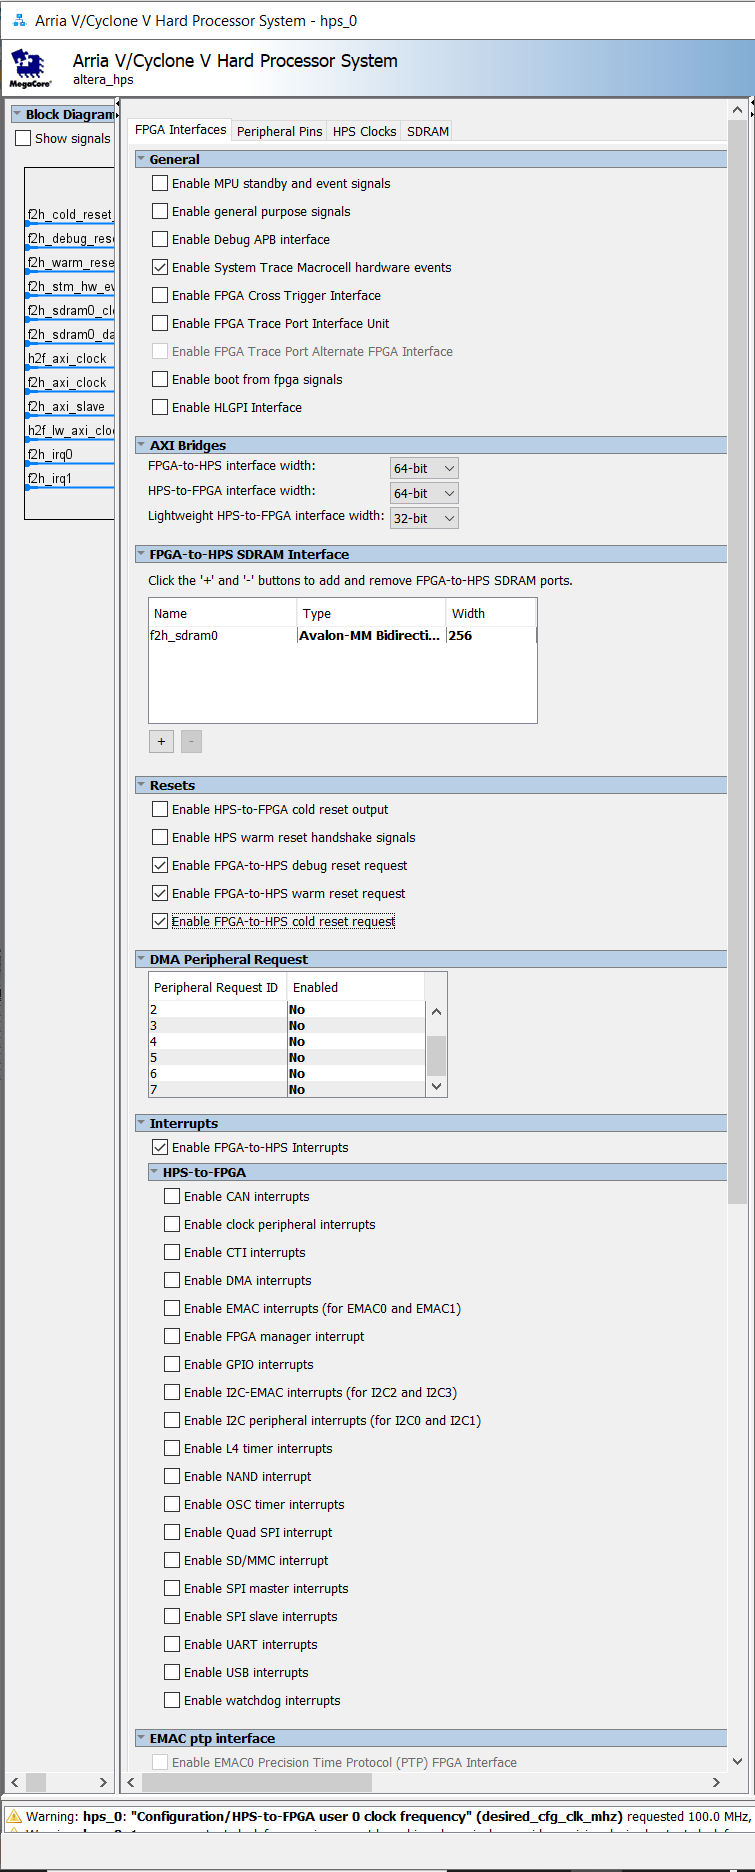 Arria V/Cyclone V Hard Processor System - hps_0
MegaCore®
Arria V/Cyclone V Hard Processor System
altera_hps
Block Diagram
Show signals
f2h_cold_reset_
f2h_debug_rese
f2h_warm_rese
f2h_stm_hw_ev
f2h_sdram0_clo
f2h_sdram0_da
h2f_axi_clock
f2h_axi_clock
f2h_axi_slave
h2f_lw_axi_cloc
f2h_irq0
f2h_irq1
FPGA Interfaces Peripheral Pins HPS Clocks SDRAM
General
Enable MPU standby and event signals
Enable general purpose signals
Enable Debug APB interface
Enable System Trace Macrocell hardware events
Enable FPGA Cross Trigger Interface
Enable FPGA Trace Port Interface Unit
Enable FPGA Trace Port Alternate FPGA Interface
Enable boot from fpga signals
Enable HLGPI Interface
AXI Bridges
FPGA-to-HPS interface width: 64-bit
HPS-to-FPGA interface width: 64-bit
Lightweight HPS-to-FPGA interface width: 32-bit
FPGA-to-HPS SDRAM Interface
Click the '+' and '-' buttons to add and remove FPGA-to-HPS SDRAM ports.
Name Type Width
f2h_sdram0 Avalon-MM Bidirecti... 256
+ -
Resets
Enable HPS-to-FPGA cold reset output
Enable HPS warm reset handshake signals
Enable FPGA-to-HPS debug reset request
Enable FPGA-to-HPS warm reset request
Enable FPGA-to-HPS cold reset request
DMA Peripheral Request
Peripheral Request ID Enabled
2 No
3 No
4 No
5 No
6 No
7 No
Interrupts
Enable FPGA-to-HPS Interrupts
HPS-to-FPGA
Enable CAN interrupts
Enable clock peripheral interrupts
Enable CTI interrupts
Enable DMA interrupts
Enable EMAC interrupts (for EMAC0 and EMAC1)
Enable FPGA manager interrupt
Enable GPIO interrupts
Enable I2C-EMAC interrupts (for I2C2 and I2C3)
Enable I2C peripheral interrupts (for I2C0 and I2C1)
Enable L4 timer interrupts
Enable NAND interrupt
Enable OSC timer interrupts
Enable Quad SPI interrupt
Enable SD/MMC interrupt
Enable SPI master interrupts
Enable SPI slave interrupts
Enable UART interrupts
Enable USB interrupts
Enable watchdog interrupts
EMAC ptp interface
Enable EMAC0 Precision Time Protocol (PTP) FPGA Interface
Warning: hps_0: "Configuration/HPS-to-FPGA user 0 clock frequency" (desired_cfg_clk_mhz) requested 100.0 MHz,